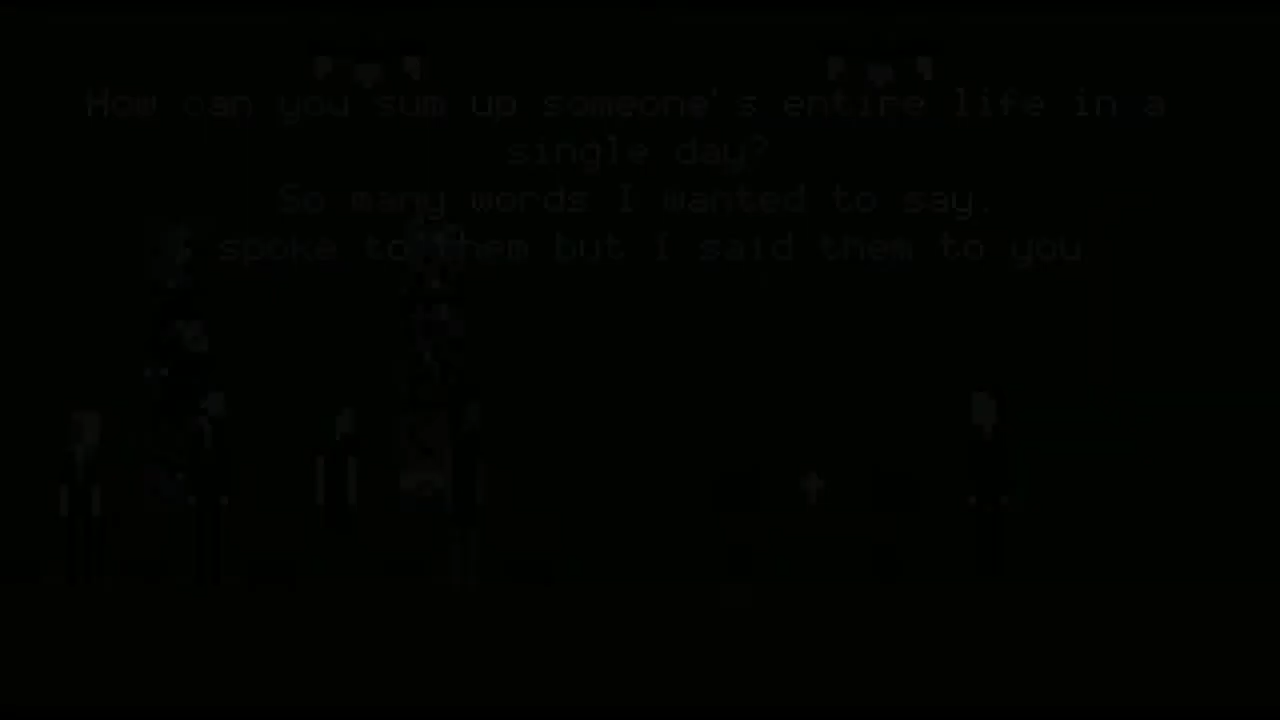 How can you sum up someone's entire life in a
single day?
So many words I wanted to say.
I spoke to them but I said them to you